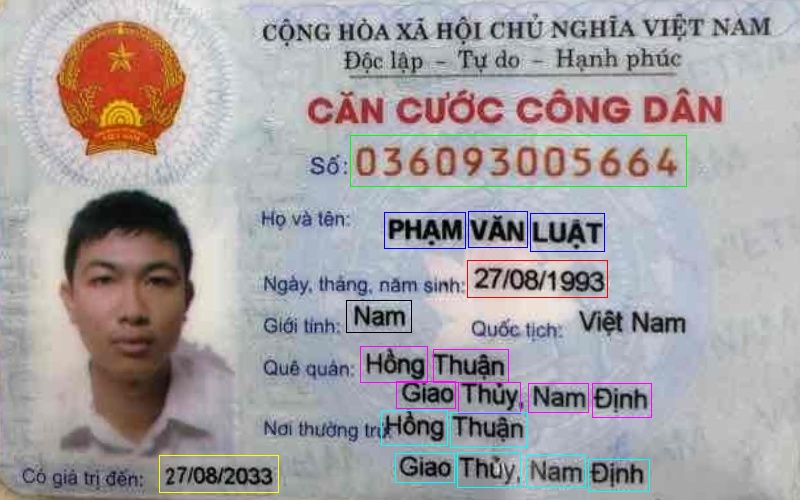 CỘNG HÒA XÃ HỘI CHỦ NGHĨA VIỆT NAM
Độc lập - Tự do - Hạnh phúc
CĂN CƯỚC CÔNG DÂN
Số: 036093005664
Họ và tên: PHẠM VĂN LUẬT
Ngày, tháng, năm sinh: 27/08/1993
Giới tính: Nam Quốc tịch: Việt Nam
Quê quán: Hồng Thuận
Giao Thủy, Nam Định
Nơi thường trú: Hồng Thuận
Giao Thủy, Nam Định
Có giá trị đến: 27/08/2033